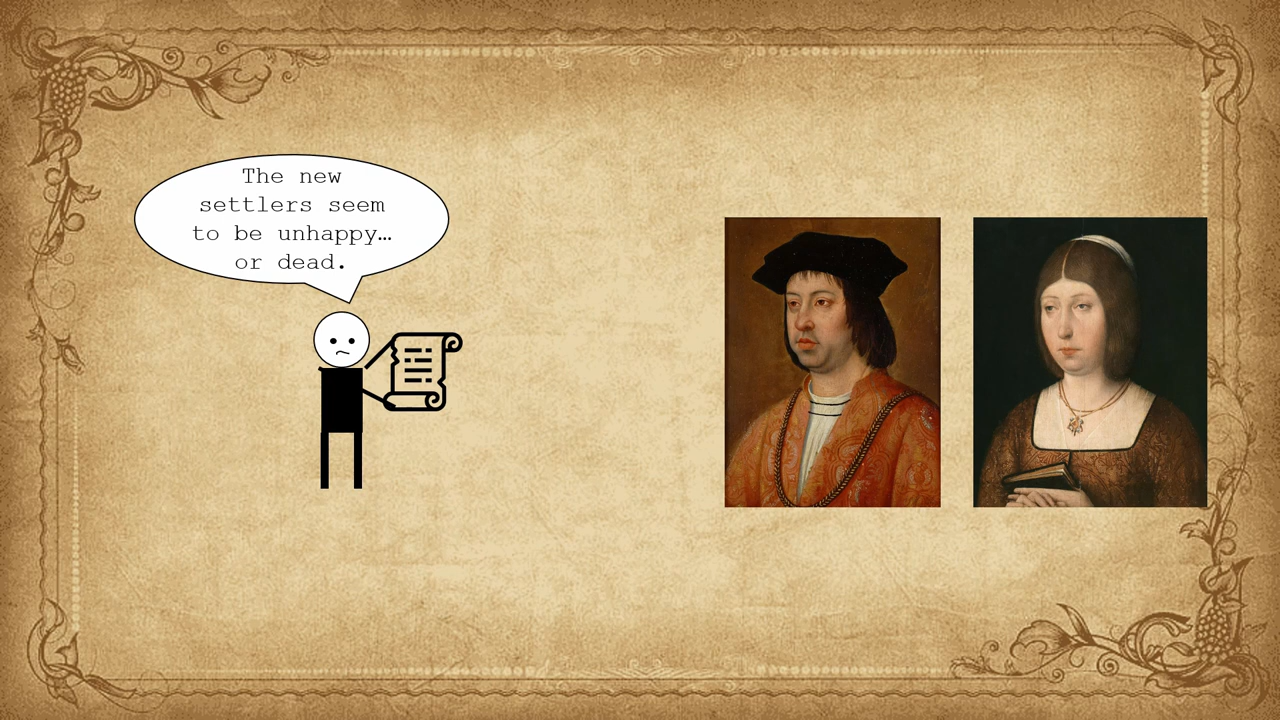 The new
settlers seem
to be unhappy…
or dead.